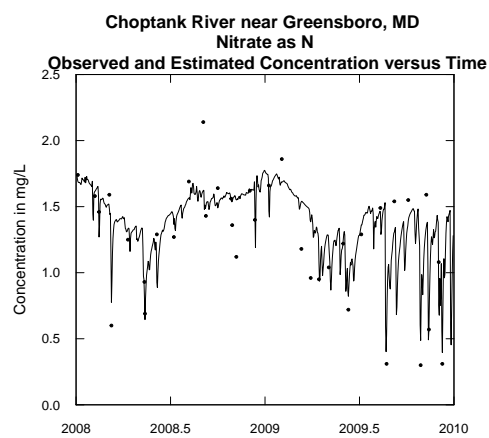 Choptank River near Greensboro, MD
Nitrate as N
Observed and Estimated Concentration versus Time
Concentration in mg/L
2.5
2.0
1.5
1.0
0.5
0.0
2008
2008.5
2009
2009.5
2010